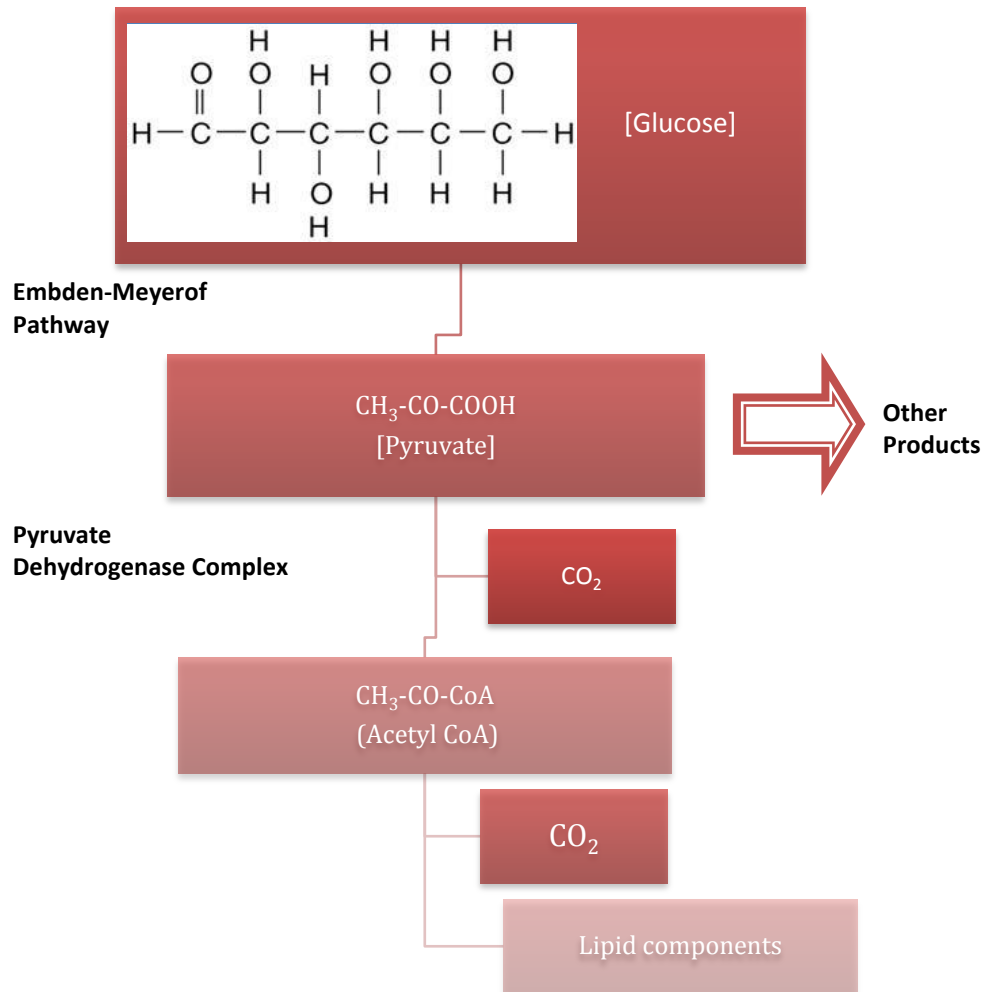 H H H H
O O H O O O
H—C—C—C—C—C—C—H
H O H H H
H
[Glucose]
Embden-Meyerof
Pathway
CH₃-CO-COOH
[Pyruvate]
Other
Products
Pyruvate
Dehydrogenase Complex
CO₂
CH₃-CO-CoA
(Acetyl CoA)
CO₂
Lipid components